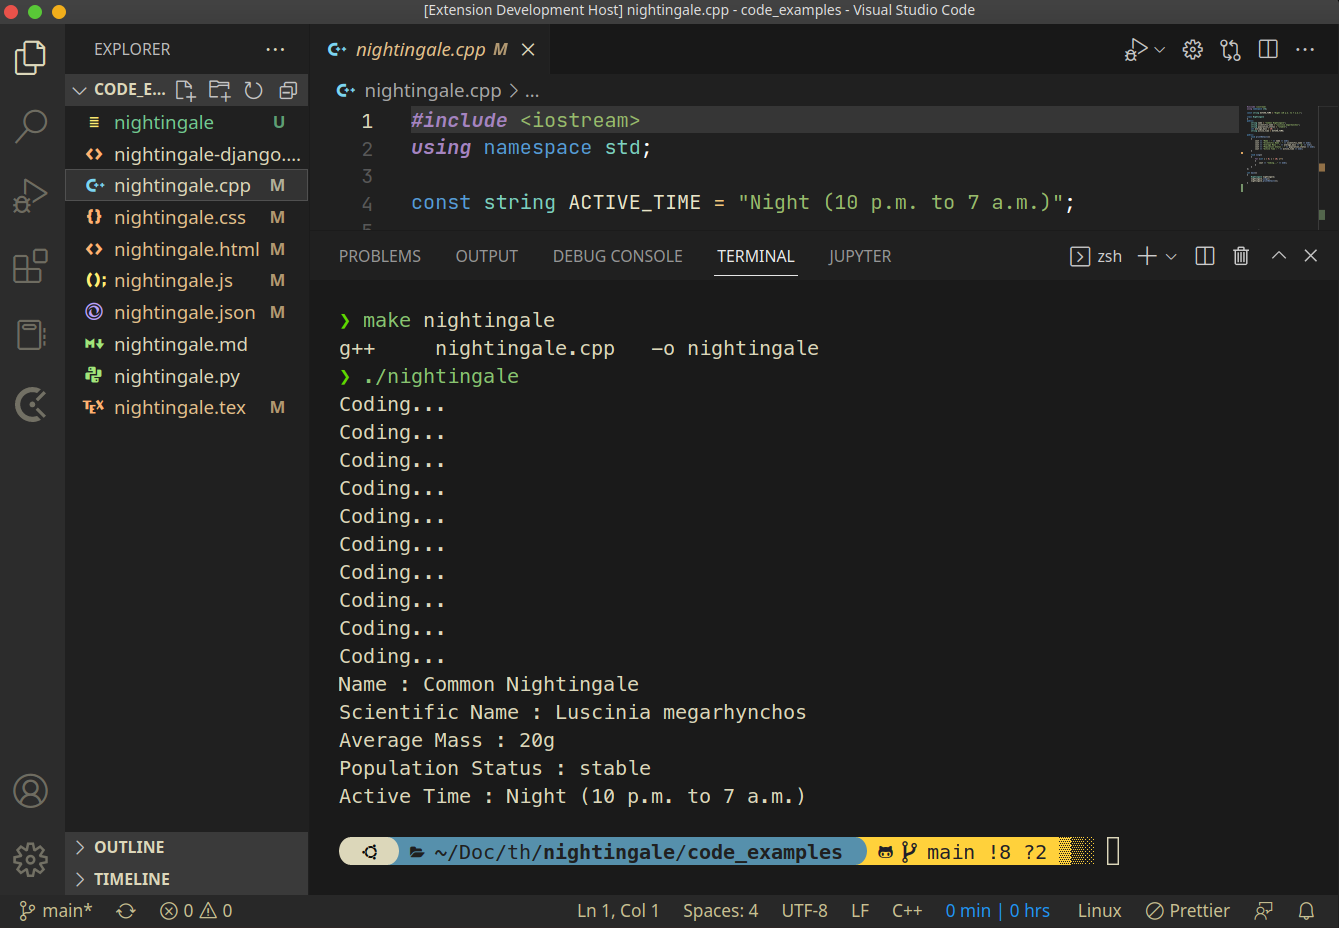 [Extension Development Host] nightingale.cpp - code_examples - Visual Studio Code
EXPLORER
CODE_E...
nightingale U
nightingale-django....
nightingale.cpp M
nightingale.css M
nightingale.html M
nightingale.js M
nightingale.json M
nightingale.md
nightingale.py
nightingale.tex M
OUTLINE
TIMELINE
nightingale.cpp M
nightingale.cpp > ...
1 #include <iostream>
2 using namespace std;
3
4 const string ACTIVE_TIME = "Night (10 p.m. to 7 a.m.)";
5
PROBLEMS OUTPUT DEBUG CONSOLE TERMINAL JUPYTER zsh
❯ make nightingale
g++     nightingale.cpp   -o nightingale
❯ ./nightingale
Coding...
Coding...
Coding...
Coding...
Coding...
Coding...
Coding...
Coding...
Coding...
Coding...
Name : Common Nightingale
Scientific Name : Luscinia megarhynchos
Average Mass : 20g
Population Status : stable
Active Time : Night (10 p.m. to 7 a.m.)
~/Doc/th/nightingale/code_examples main !8 ?2
main* 0 0 Ln 1, Col 1 Spaces: 4 UTF-8 LF C++ 0 min | 0 hrs Linux Prettier